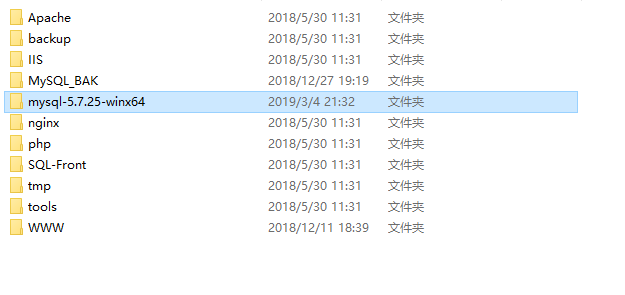 Apache 2018/5/30 11:31 文件夹
backup 2018/5/30 11:31 文件夹
IIS 2018/5/30 11:31 文件夹
MySQL_BAK 2018/12/27 19:19 文件夹
mysql-5.7.25-winx64 2019/3/4 21:32 文件夹
nginx 2018/5/30 11:31 文件夹
php 2018/5/30 11:31 文件夹
SQL-Front 2018/5/30 11:31 文件夹
tmp 2018/5/30 11:31 文件夹
tools 2018/5/30 11:31 文件夹
WWW 2018/12/11 18:39 文件夹